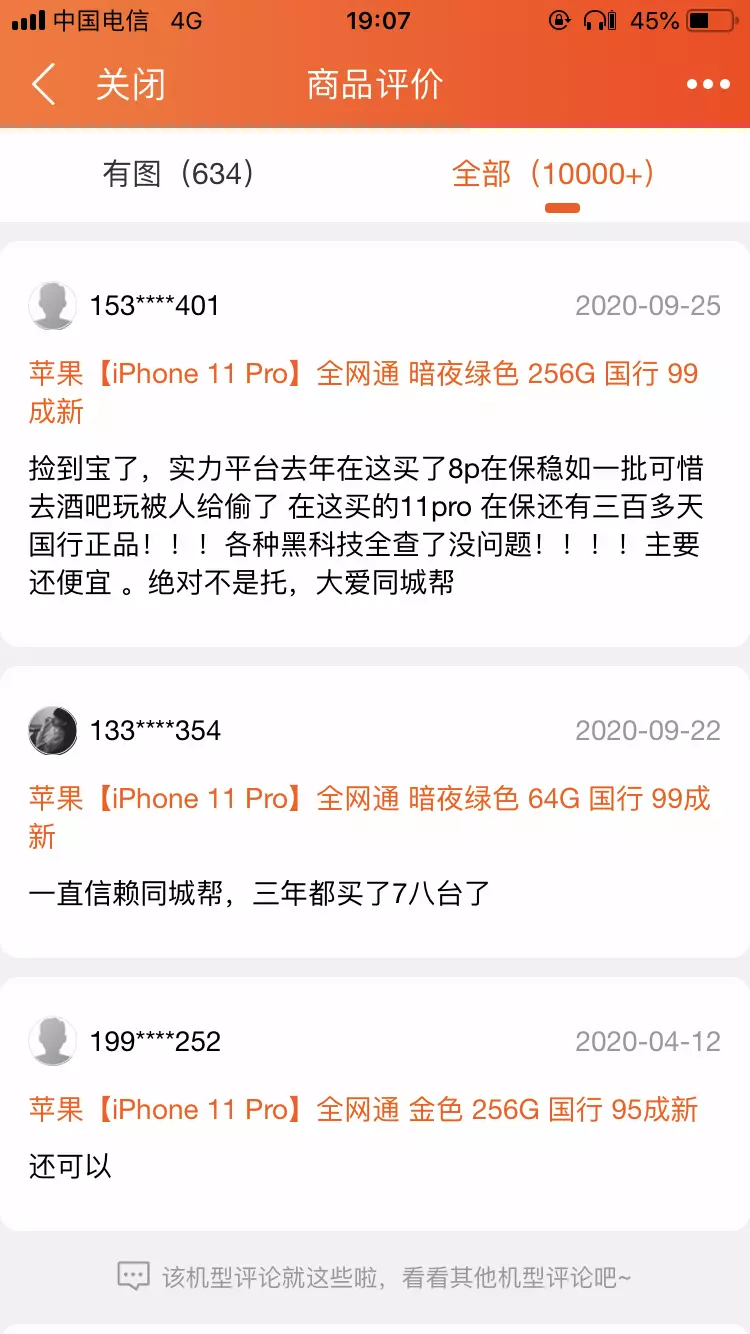 中国电信 4G 19:07 45%
关闭 商品评价
有图（634） 全部（10000+）
153****401 2020-09-25
苹果【iPhone 11 Pro】全网通 暗夜绿色 256G 国行 99
成新
捡到宝了，实力平台去年在这买了8p在保稳如一批可惜
去酒吧玩被人给偷了 在这买的11pro 在保还有三百多天
国行正品！！！各种黑科技全查了没问题！！！！主要
还便宜 。绝对不是托，大爱同城帮
133****354 2020-09-22
苹果【iPhone 11 Pro】全网通 暗夜绿色 64G 国行 99成
新
一直信赖同城帮，三年都买了7八台了
199****252 2020-04-12
苹果【iPhone 11 Pro】全网通 金色 256G 国行 95成新
还可以
该机型评论就这些啦，看看其他机型评论吧~